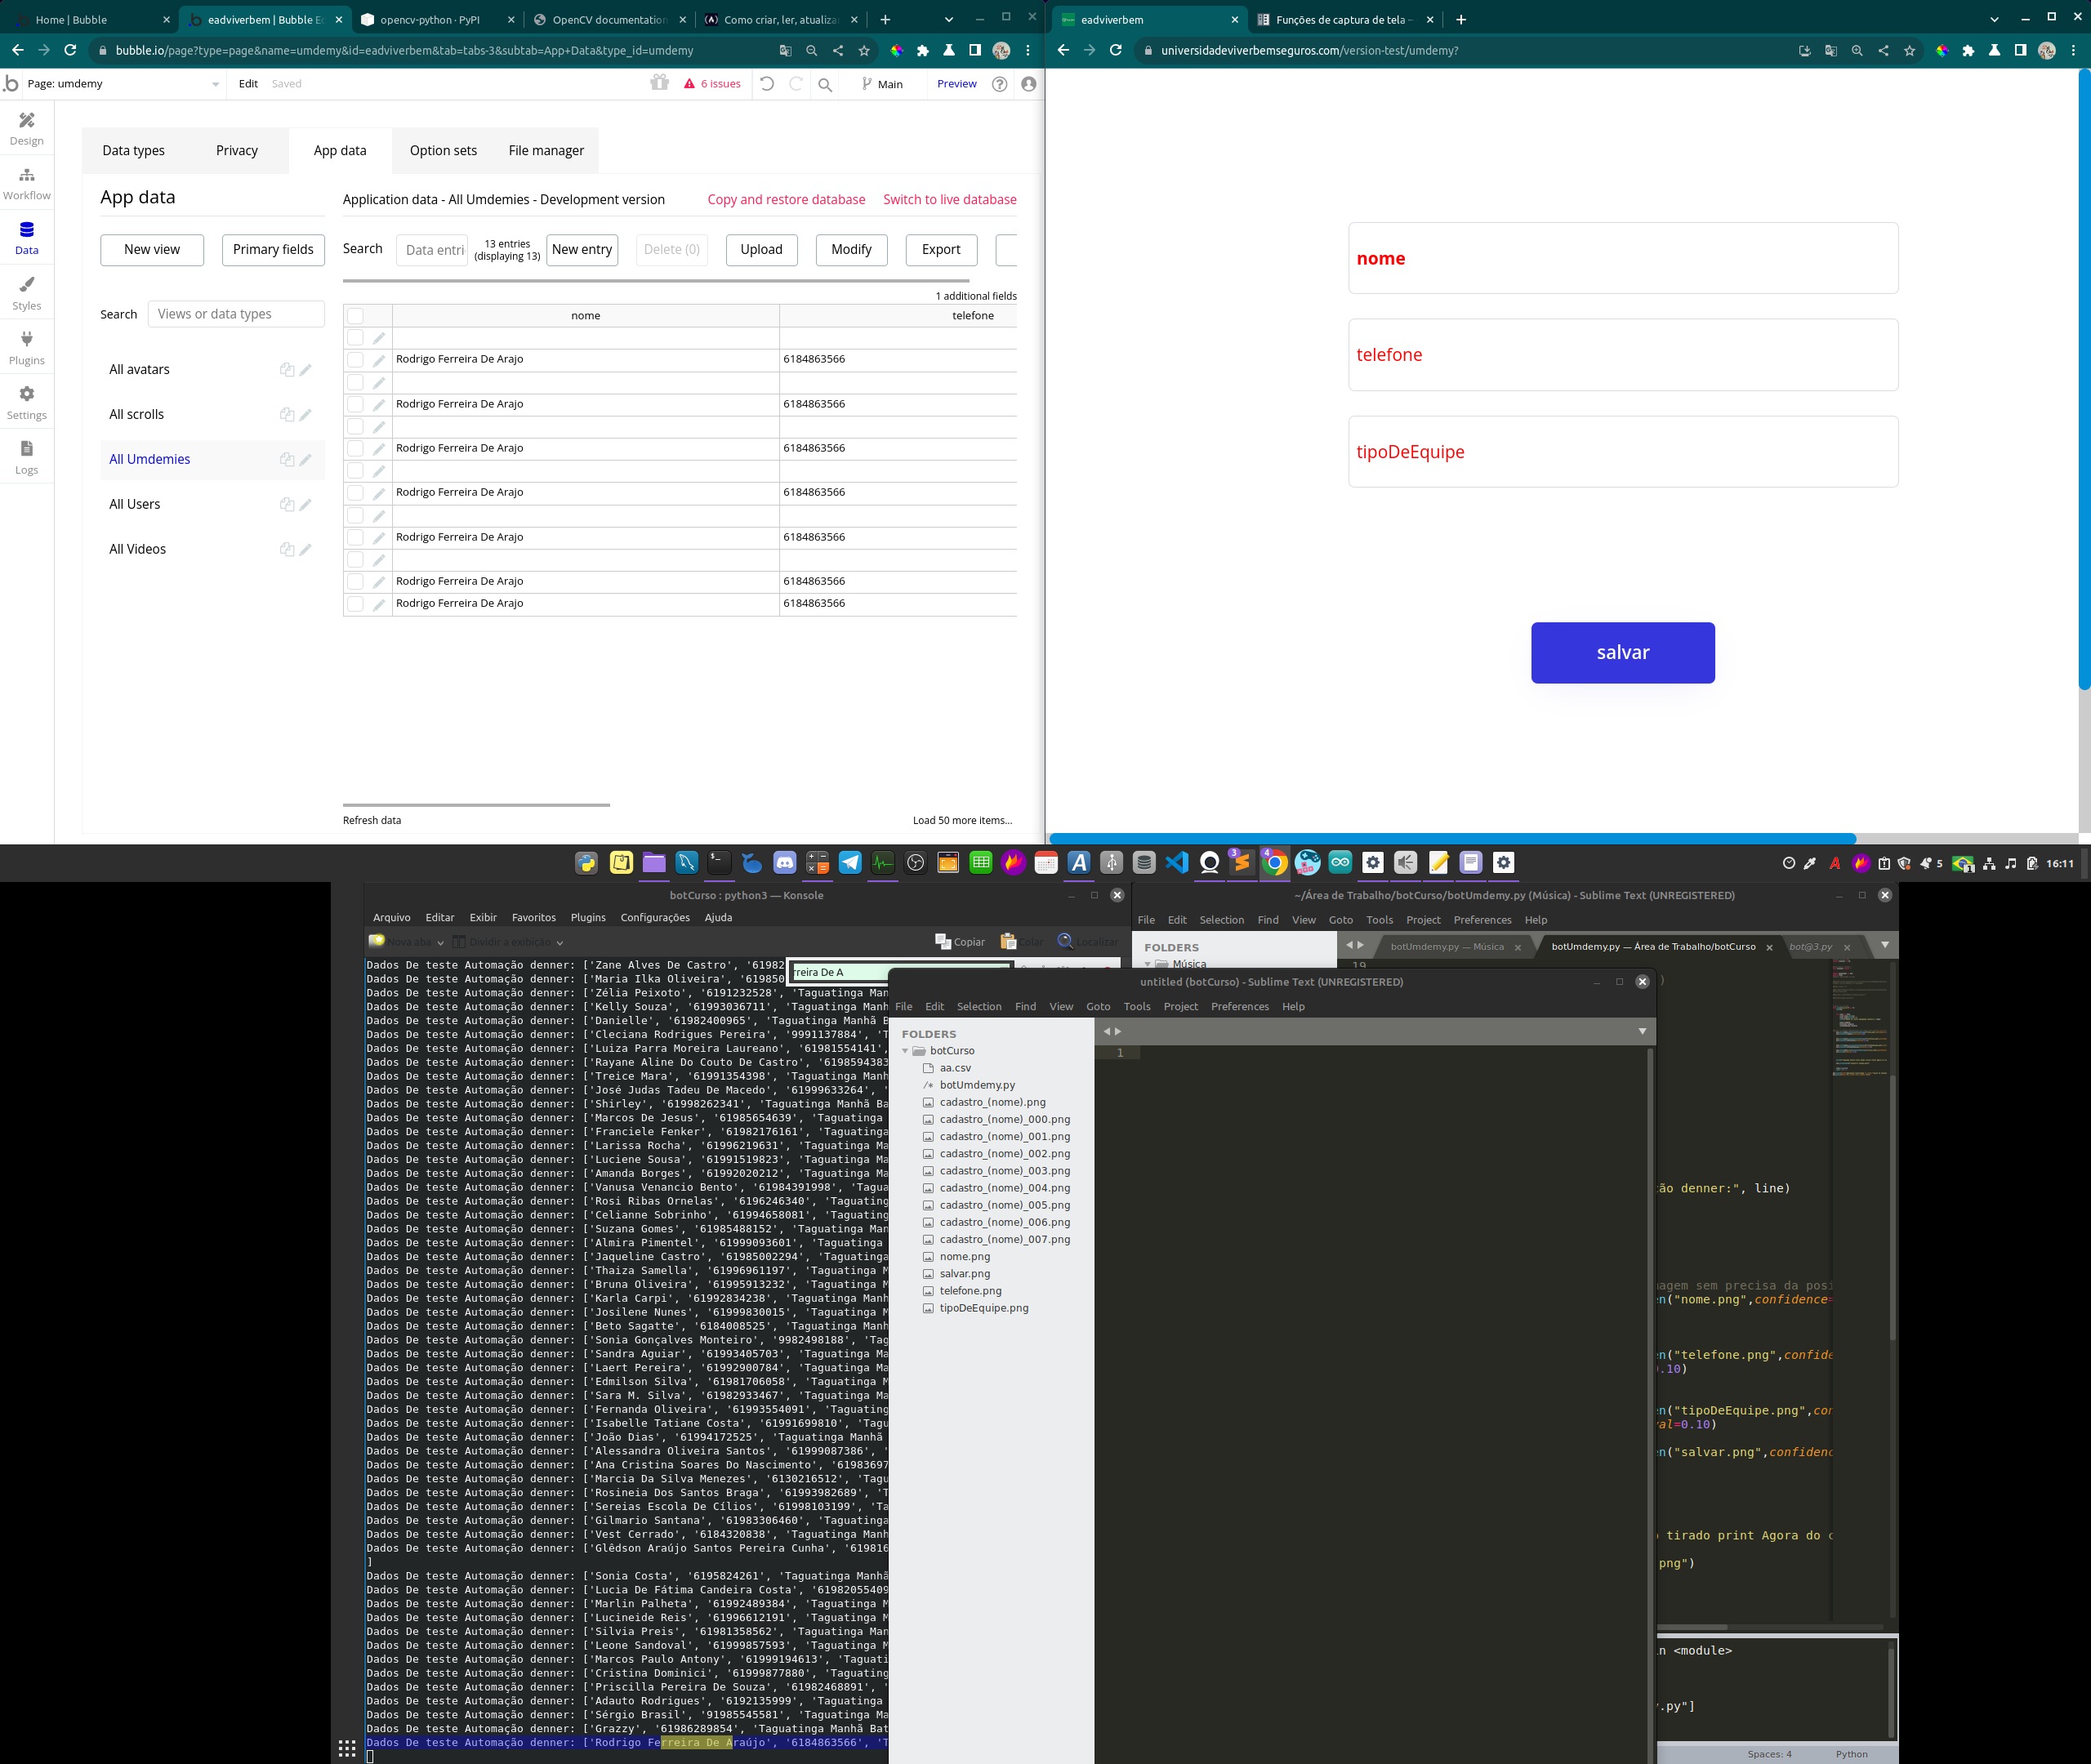 Home | Bubble
eadviverbem | Bubble Ed
opencv-python · PyPI
OpenCV documentation
Como criar, ler, atualiza
bubble.io/page?type=page&name=umdemy&id=eadviverbem&tab=tabs-3&subtab=App+Data&type_id=umdemy
Page: umdemy
Edit
Saved
6 issues
Main
Preview
Design
Workflow
Data
Styles
Plugins
Settings
Logs
Data types
Privacy
App data
Option sets
File manager
App data
New view
Primary fields
Search
Views or data types
All avatars
All scrolls
All Umdemies
All Users
All Videos
Application data - All Umdemies - Development version
Copy and restore database
Switch to live database
Search
Data entri
13 entries
(displaying 13)
New entry
Delete (0)
Upload
Modify
Export
1 additional fields
nome telefone
Rodrigo Ferreira De Arajo 6184863566
Rodrigo Ferreira De Arajo 6184863566
Rodrigo Ferreira De Arajo 6184863566
Rodrigo Ferreira De Arajo 6184863566
Rodrigo Ferreira De Arajo 6184863566
Rodrigo Ferreira De Arajo 6184863566
Rodrigo Ferreira De Arajo 6184863566
Refresh data
Load 50 more items...
eadviverbem
Funções de captura de tela
universidadeviverbemseguros.com/version-test/umdemy?
nome
telefone
tipoDeEquipe
salvar
3
4
5
16:11
botCurso : python3 — Konsole
Arquivo Editar Exibir Favoritos Plugins Configurações Ajuda
Nova aba
Dividir a exibição
Copiar
Colar
Localizar
rreira De A
Dados De teste Automação denner: ['Zane Alves De Castro', '61982
Dados De teste Automação denner: ['Maria Ilka Oliveira', '619850
Dados De teste Automação denner: ['Zélia Peixoto', '6191232528', 'Taguatinga Man
Dados De teste Automação denner: ['Kelly Souza', '61993036711', 'Taguatinga Manh
Dados De teste Automação denner: ['Danielle', '61982400965', 'Taguatinga Manhã B
Dados De teste Automação denner: ['Cleciana Rodrigues Pereira', '9991137884', 'T
Dados De teste Automação denner: ['Luiza Parra Moreira Laureano', '61981554141',
Dados De teste Automação denner: ['Rayane Aline Do Couto De Castro', '6198594383
Dados De teste Automação denner: ['Treice Mara', '61991354398', 'Taguatinga Manh
Dados De teste Automação denner: ['José Judas Tadeu De Macedo', '61999633264', '
Dados De teste Automação denner: ['Shirley', '61998262341', 'Taguatinga Manhã Ba
Dados De teste Automação denner: ['Marcos De Jesus', '61985654639', 'Taguatinga
Dados De teste Automação denner: ['Franciele Fenker', '61982176161', 'Taguatinga
Dados De teste Automação denner: ['Larissa Rocha', '61996219631', 'Taguatinga Ma
Dados De teste Automação denner: ['Luciene Sousa', '61991519823', 'Taguatinga Ma
Dados De teste Automação denner: ['Amanda Borges', '61992020212', 'Taguatinga Ma
Dados De teste Automação denner: ['Vanusa Venancio Bento', '61984391998', 'Tagua
Dados De teste Automação denner: ['Rosi Ribas Ornelas', '6196246340', 'Taguating
Dados De teste Automação denner: ['Celianne Sobrinho', '61994658081', 'Taguating
Dados De teste Automação denner: ['Suzana Gomes', '61985488152', 'Taguatinga Man
Dados De teste Automação denner: ['Almira Pimentel', '61999093601', 'Taguatinga
Dados De teste Automação denner: ['Jaqueline Castro', '61985002294', 'Taguatinga
Dados De teste Automação denner: ['Thaiza Samella', '61996961197', 'Taguatinga M
Dados De teste Automação denner: ['Bruna Oliveira', '61995913232', 'Taguatinga M
Dados De teste Automação denner: ['Karla Carpi', '61992834238', 'Taguatinga Manh
Dados De teste Automação denner: ['Josilene Nunes', '61999830015', 'Taguatinga M
Dados De teste Automação denner: ['Beto Sagatte', '6184008525', 'Taguatinga Manh
Dados De teste Automação denner: ['Sonia Gonçalves Monteiro', '9982498188', 'Tag
Dados De teste Automação denner: ['Sandra Aguiar', '61993405703', 'Taguatinga Ma
Dados De teste Automação denner: ['Laert Pereira', '61992900784', 'Taguatinga Ma
Dados De teste Automação denner: ['Edmilson Silva', '61981706058', 'Taguatinga M
Dados De teste Automação denner: ['Sara M. Silva', '61982933467', 'Taguatinga Ma
Dados De teste Automação denner: ['Fernanda Oliveira', '61993554091', 'Taguating
Dados De teste Automação denner: ['Isabelle Tatiane Costa', '61991699810', 'Tagu
Dados De teste Automação denner: ['João Dias', '61994172525', 'Taguatinga Manhã
Dados De teste Automação denner: ['Alessandra Oliveira Santos', '61999087386', '
Dados De teste Automação denner: ['Ana Cristina Soares Do Nascimento', '61983697
Dados De teste Automação denner: ['Marcia Da Silva Menezes', '6130216512', 'Tagu
Dados De teste Automação denner: ['Rosineia Dos Santos Braga', '61993982689', 'T
Dados De teste Automação denner: ['Sereias Escola De Cílios', '61998103199', 'Ta
Dados De teste Automação denner: ['Gilmario Santana', '61983306460', 'Taguatinga
Dados De teste Automação denner: ['Vest Cerrado', '6184320838', 'Taguatinga Manh
Dados De teste Automação denner: ['Glêdson Araújo Santos Pereira Cunha', '619816
]
Dados De teste Automação denner: ['Sonia Costa', '6195824261', 'Taguatinga Manhã
Dados De teste Automação denner: ['Lucia De Fátima Candeira Costa', '61982055409
Dados De teste Automação denner: ['Marlin Palheta', '61992489384', 'Taguatinga M
Dados De teste Automação denner: ['Lucineide Reis', '61996612191', 'Taguatinga M
Dados De teste Automação denner: ['Silvia Preis', '61981358562', 'Taguatinga Man
Dados De teste Automação denner: ['Leone Sandoval', '61999857593', 'Taguatinga M
Dados De teste Automação denner: ['Marcos Paulo Antony', '61999194613', 'Taguati
Dados De teste Automação denner: ['Cristina Dominici', '61999877880', 'Taguating
Dados De teste Automação denner: ['Priscilla Pereira De Souza', '61982468891', '
Dados De teste Automação denner: ['Adauto Rodrigues', '6192135999', 'Taguatinga
Dados De teste Automação denner: ['Sérgio Brasil', '91985545581', 'Taguatinga Ma
Dados De teste Automação denner: ['Grazzy', '61986289854', 'Taguatinga Manhã Bat
Dados De teste Automação denner: ['Rodrigo Ferreira De Araújo', '6184863566', 'T
~/Área de Trabalho/botCurso/botUmdemy.py (Música) - Sublime Text (UNREGISTERED)
File Edit Selection Find View Goto Tools Project Preferences Help
FOLDERS
Música
botUmdemy.py — Música
botUmdemy.py — Área de Trabalho/botCurso
bot@3.py
19
untitled (botCurso) - Sublime Text (UNREGISTERED)
File Edit Selection Find View Goto Tools Project Preferences Help
FOLDERS
botCurso
aa.csv
botUmdemy.py
cadastro_(nome).png
cadastro_(nome)_000.png
cadastro_(nome)_001.png
cadastro_(nome)_002.png
cadastro_(nome)_003.png
cadastro_(nome)_004.png
cadastro_(nome)_005.png
cadastro_(nome)_006.png
cadastro_(nome)_007.png
nome.png
salvar.png
telefone.png
tipoDeEquipe.png
1
)
ão denner:", line)
nagem sem precisa da posi
en("nome.png",confidence=
en("telefone.png",confide
.10)
en("tipoDeEquipe.png",con
val=0.10)
en("salvar.png",confidenc
o tirado print Agora do c
png")
in <module>
y.py"]
Spaces: 4
Python